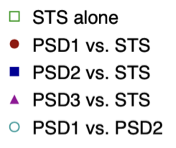 STS alone
PSD1 vs. STS
PSD2 vs. STS
PSD3 vs. STS
PSD1 vs. PSD2